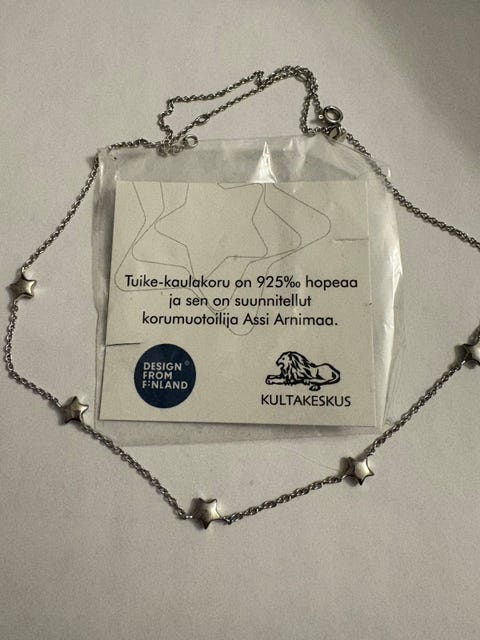 Tuike-kaulakoru on 925‰ hopeaa
ja sen on suunnitellut
korumuotoilija Assi Arnimaa.
DESIGN
FROM
FINLAND
KULTAKESKUS